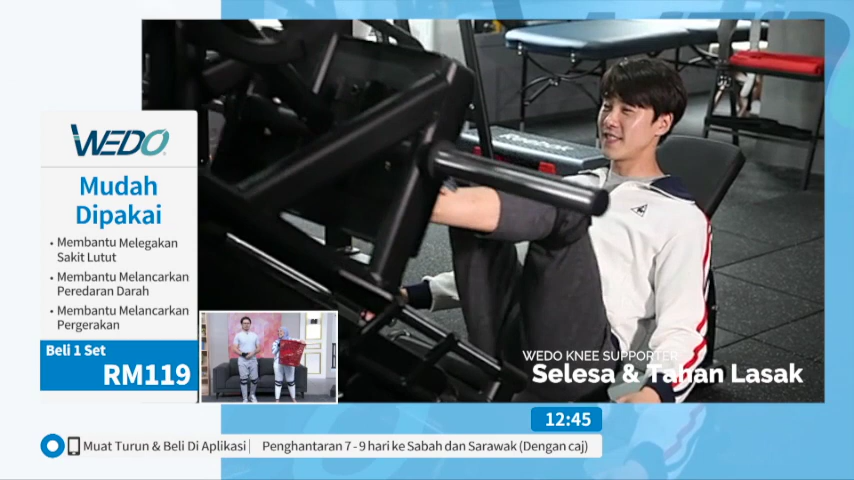 WEDO
Mudah
Dipakai
• Membantu Melegakan
Sakit Lutut
• Membantu Melancarkan
Peredaran Darah
• Membantu Melancarkan
Pergerakan
Beli 1 Set
RM119
Reebok
WEDO KNEE SUPPORTER
Selesa & Tahan Lasak
12:45
Muat Turun & Beli Di Aplikasi
Penghantaran 7 - 9 hari ke Sabah dan Sarawak (Dengan caj)